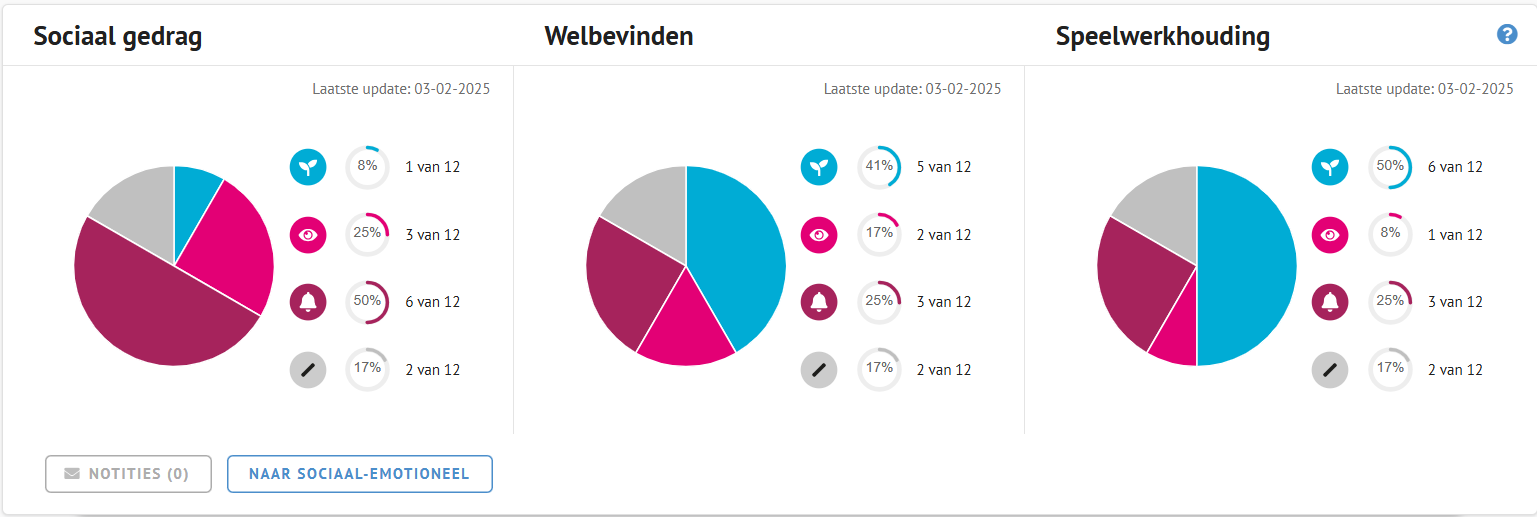 Sociaal gedrag
Laatste update: 03-02-2025
8% 1 van 12
25% 3 van 12
50% 6 van 12
17% 2 van 12
Welbevinden
Laatste update: 03-02-2025
41% 5 van 12
17% 2 van 12
25% 3 van 12
17% 2 van 12
Speelwerkhouding
?
Laatste update: 03-02-2025
50% 6 van 12
8% 1 van 12
25% 3 van 12
17% 2 van 12
NOTITIES (0)
NAAR SOCIAAL-EMOTIONEEL